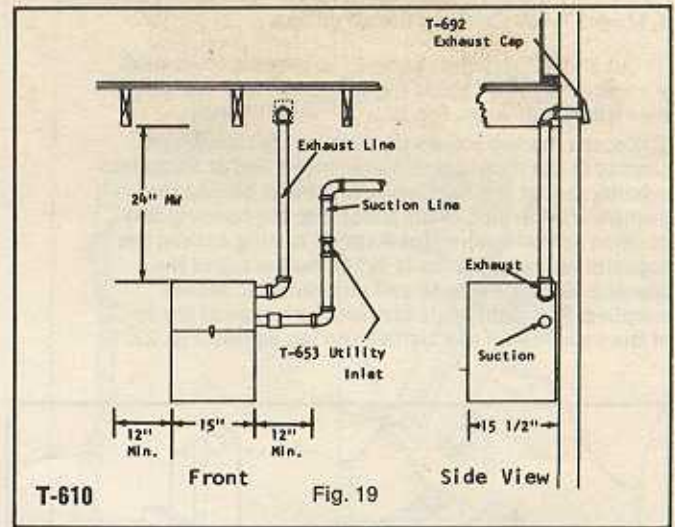 T-692
Exhaust Cap
Exhaust Line
Suction Line
24" MW
Exhaust
T-653 Utility
Inlet
Suction
12"
Min.
15"
12"
Min.
15 1/2"
Front
Side View
T-610
Fig. 19